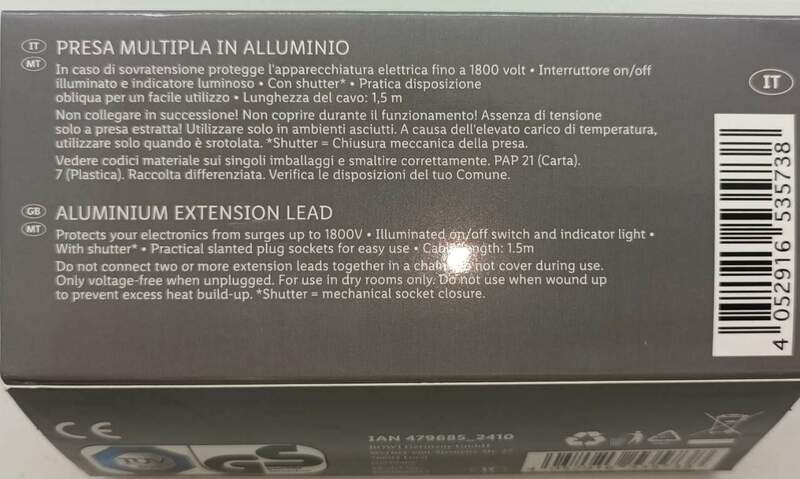 IT PRESA MULTIPLA IN ALLUMINIO
MT In caso di sovratensione protegge l'apparecchiatura elettrica fino a 1800 volt • Interruttore on/off
illuminato e indicatore luminoso • Con shutter* • Pratica disposizione
obliqua per un facile utilizzo • Lunghezza del cavo: 1,5 m
Non collegare in successione! Non coprire durante il funzionamento! Assenza di tensione
solo a presa estratta! Utilizzare solo in ambienti asciutti. A causa dell'elevato carico di temperatura,
utilizzare solo quando è srotolata. *Shutter = Chiusura meccanica della presa.
Vedere codici materiale sui singoli imballaggi e smaltire correttamente. PAP 21 (Carta).
7 (Plastica). Raccolta differenziata. Verifica le disposizioni del tuo Comune.
GB ALUMINIUM EXTENSION LEAD
MT Protects your electronics from surges up to 1800V • Illuminated on/off switch and indicator light •
With shutter* • Practical slanted plug sockets for easy use • Cable length: 1.5m
Do not connect two or more extension leads together in a chain. Do not cover during use.
Only voltage-free when unplugged. For use in dry rooms only. Do not use when wound up
to prevent excess heat build-up. *Shutter = mechanical socket closure.
IT
4 052916 535738
CE
TÜV
GS
IAN 479685_2410